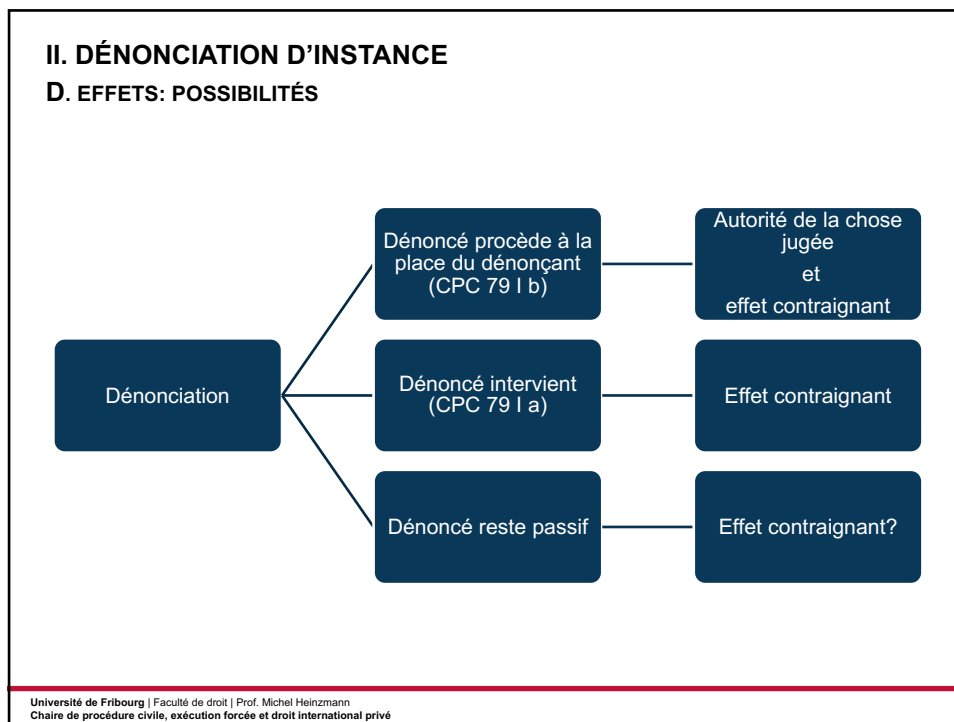 II. DÉNONCIATION D'INSTANCE
D. EFFETS: POSSIBILITÉS
Dénonciation
Dénoncé procède à la
place du dénonçant
(CPC 79 I b)
Autorité de la chose
jugée
et
effet contraignant
Dénoncé intervient
(CPC 79 I a)
Effet contraignant
Dénoncé reste passif
Effet contraignant?
Université de Fribourg | Faculté de droit | Prof. Michel Heinzmann
Chaire de procédure civile, exécution forcée et droit international privé